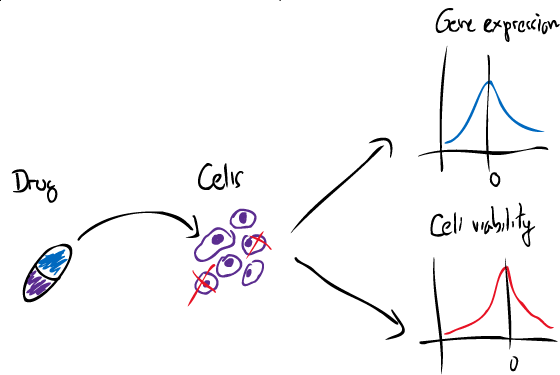 Gene expression
0
Drug
Cells
Cell viability
0